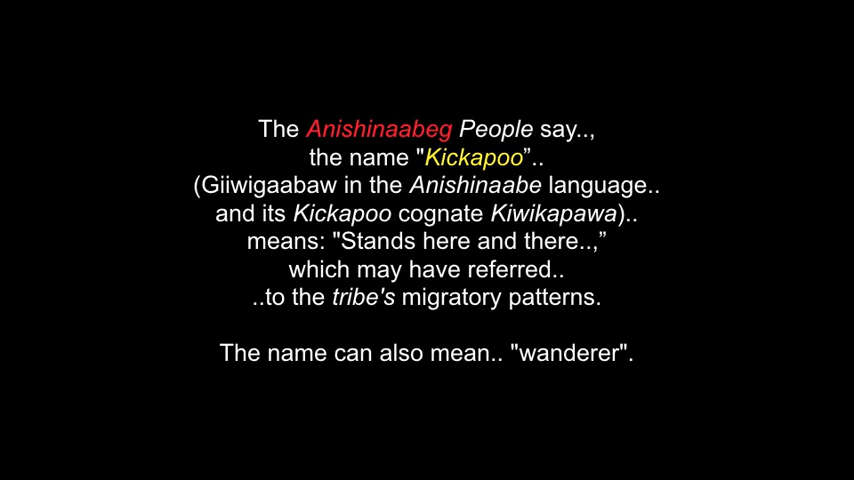 The Anishinaabeg People say..,
the name "Kickapoo”..
(Giiwigaabaw in the Anishinaabe language..
and its Kickapoo cognate Kiwikapawa)..
means: "Stands here and there..,”
which may have referred..
..to the tribe's migratory patterns.
The name can also mean.. "wanderer".